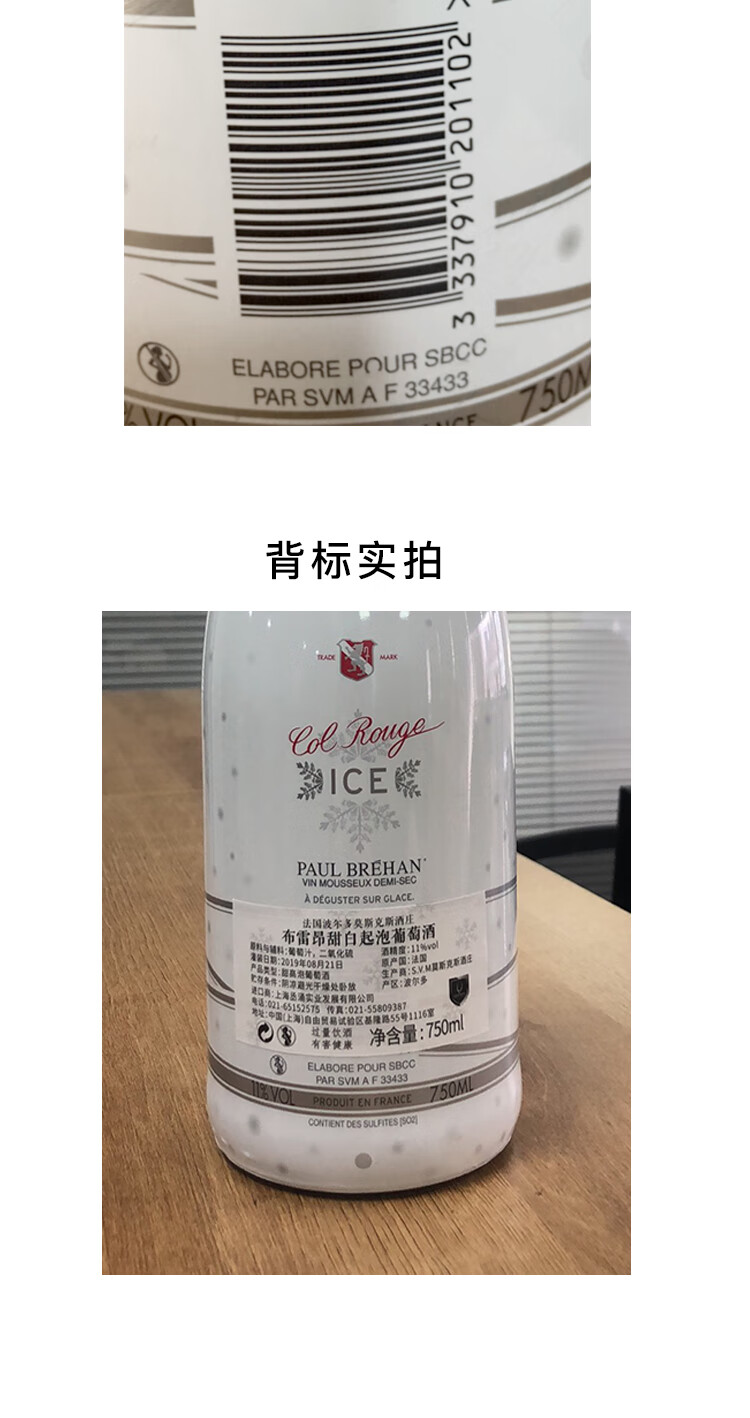 3 337910 201102 >
ELABORE POUR SBCC
PAR SVM A F 33433
% VOL
ANCE
750M
背标实拍
TRADE MARK
Col Rouge
ICE
PAUL BRÉHAN
VIN MOUSSEUX DEMI-SEC
À DÉGUSTER SUR GLACE.
法国波尔多莫斯克斯酒庄
布雷昂甜白起泡葡萄酒
原料与辅料:葡萄汁，二氧化硫 酒精度:11%vol
灌装日期:2019年08月21日 原产国:法国
产品类型:甜高泡葡萄酒 生产商:S.V.M莫斯克斯酒庄
贮存条件:阴凉避光干燥处卧放 产区:波尔多
进口商:上海丞涌实业发展有限公司
电话:021-65152575 传真:021-55809387
地址:中国(上海)自由贸易试验区基隆路55号1116室
过量饮酒
有害健康
净含量:750ml
ELABORE POUR SBCC
PAR SVM A F 33433
11% VOL PRODUIT EN FRANCE 750ML
CONTIENT DES SULFITES [SO2]